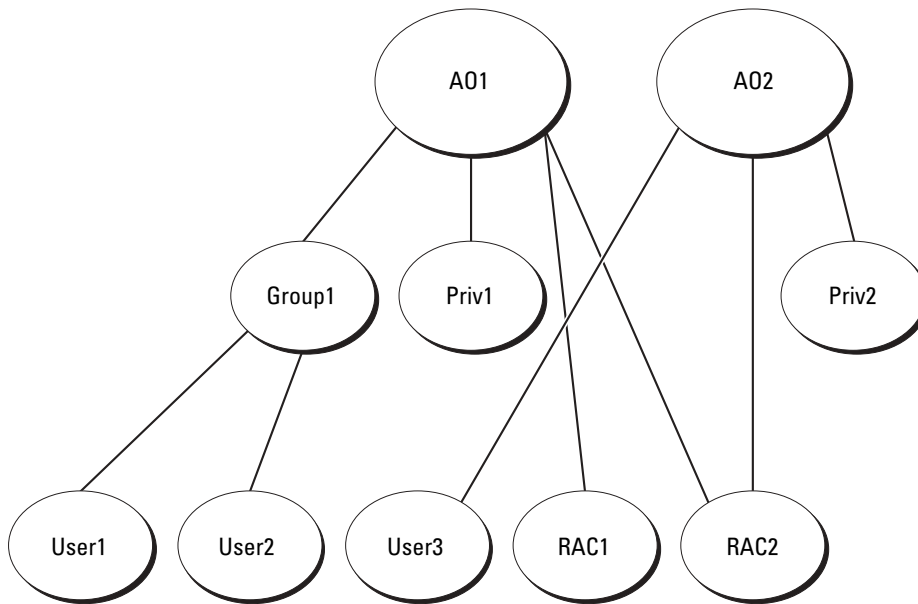 AO1
AO2
Group1
Priv1
Priv2
User1
User2
User3
RAC1
RAC2